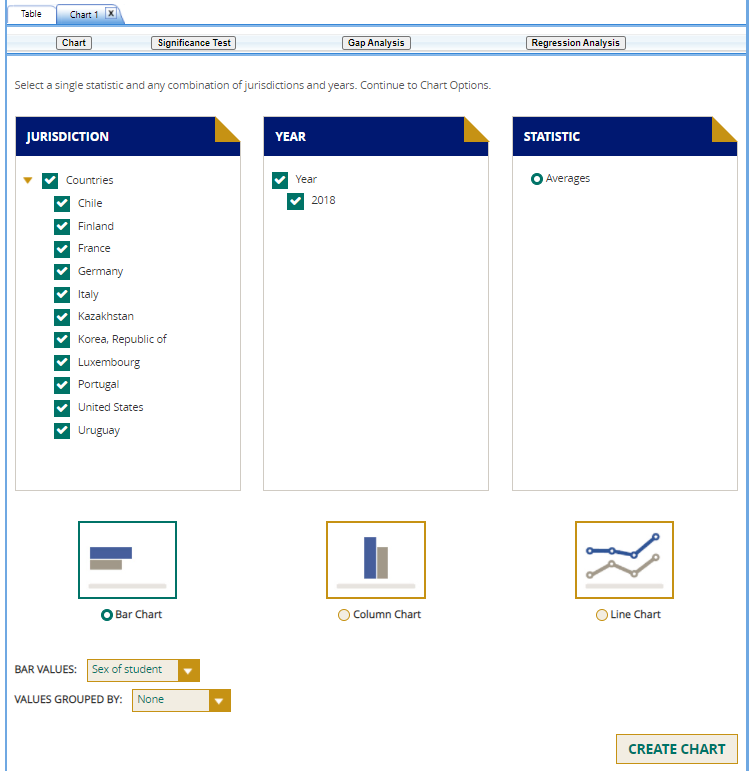 Table
Chart 1 X
Chart Significance Test Gap Analysis Regression Analysis
Select a single statistic and any combination of jurisdictions and years. Continue to Chart Options.
JURISDICTION
Countries
Chile
Finland
France
Germany
Italy
Kazakhstan
Korea, Republic of
Luxembourg
Portugal
United States
Uruguay
YEAR
Year
2018
STATISTIC
Averages
Bar Chart
Column Chart
Line Chart
BAR VALUES: Sex of student
VALUES GROUPED BY: None
CREATE CHART